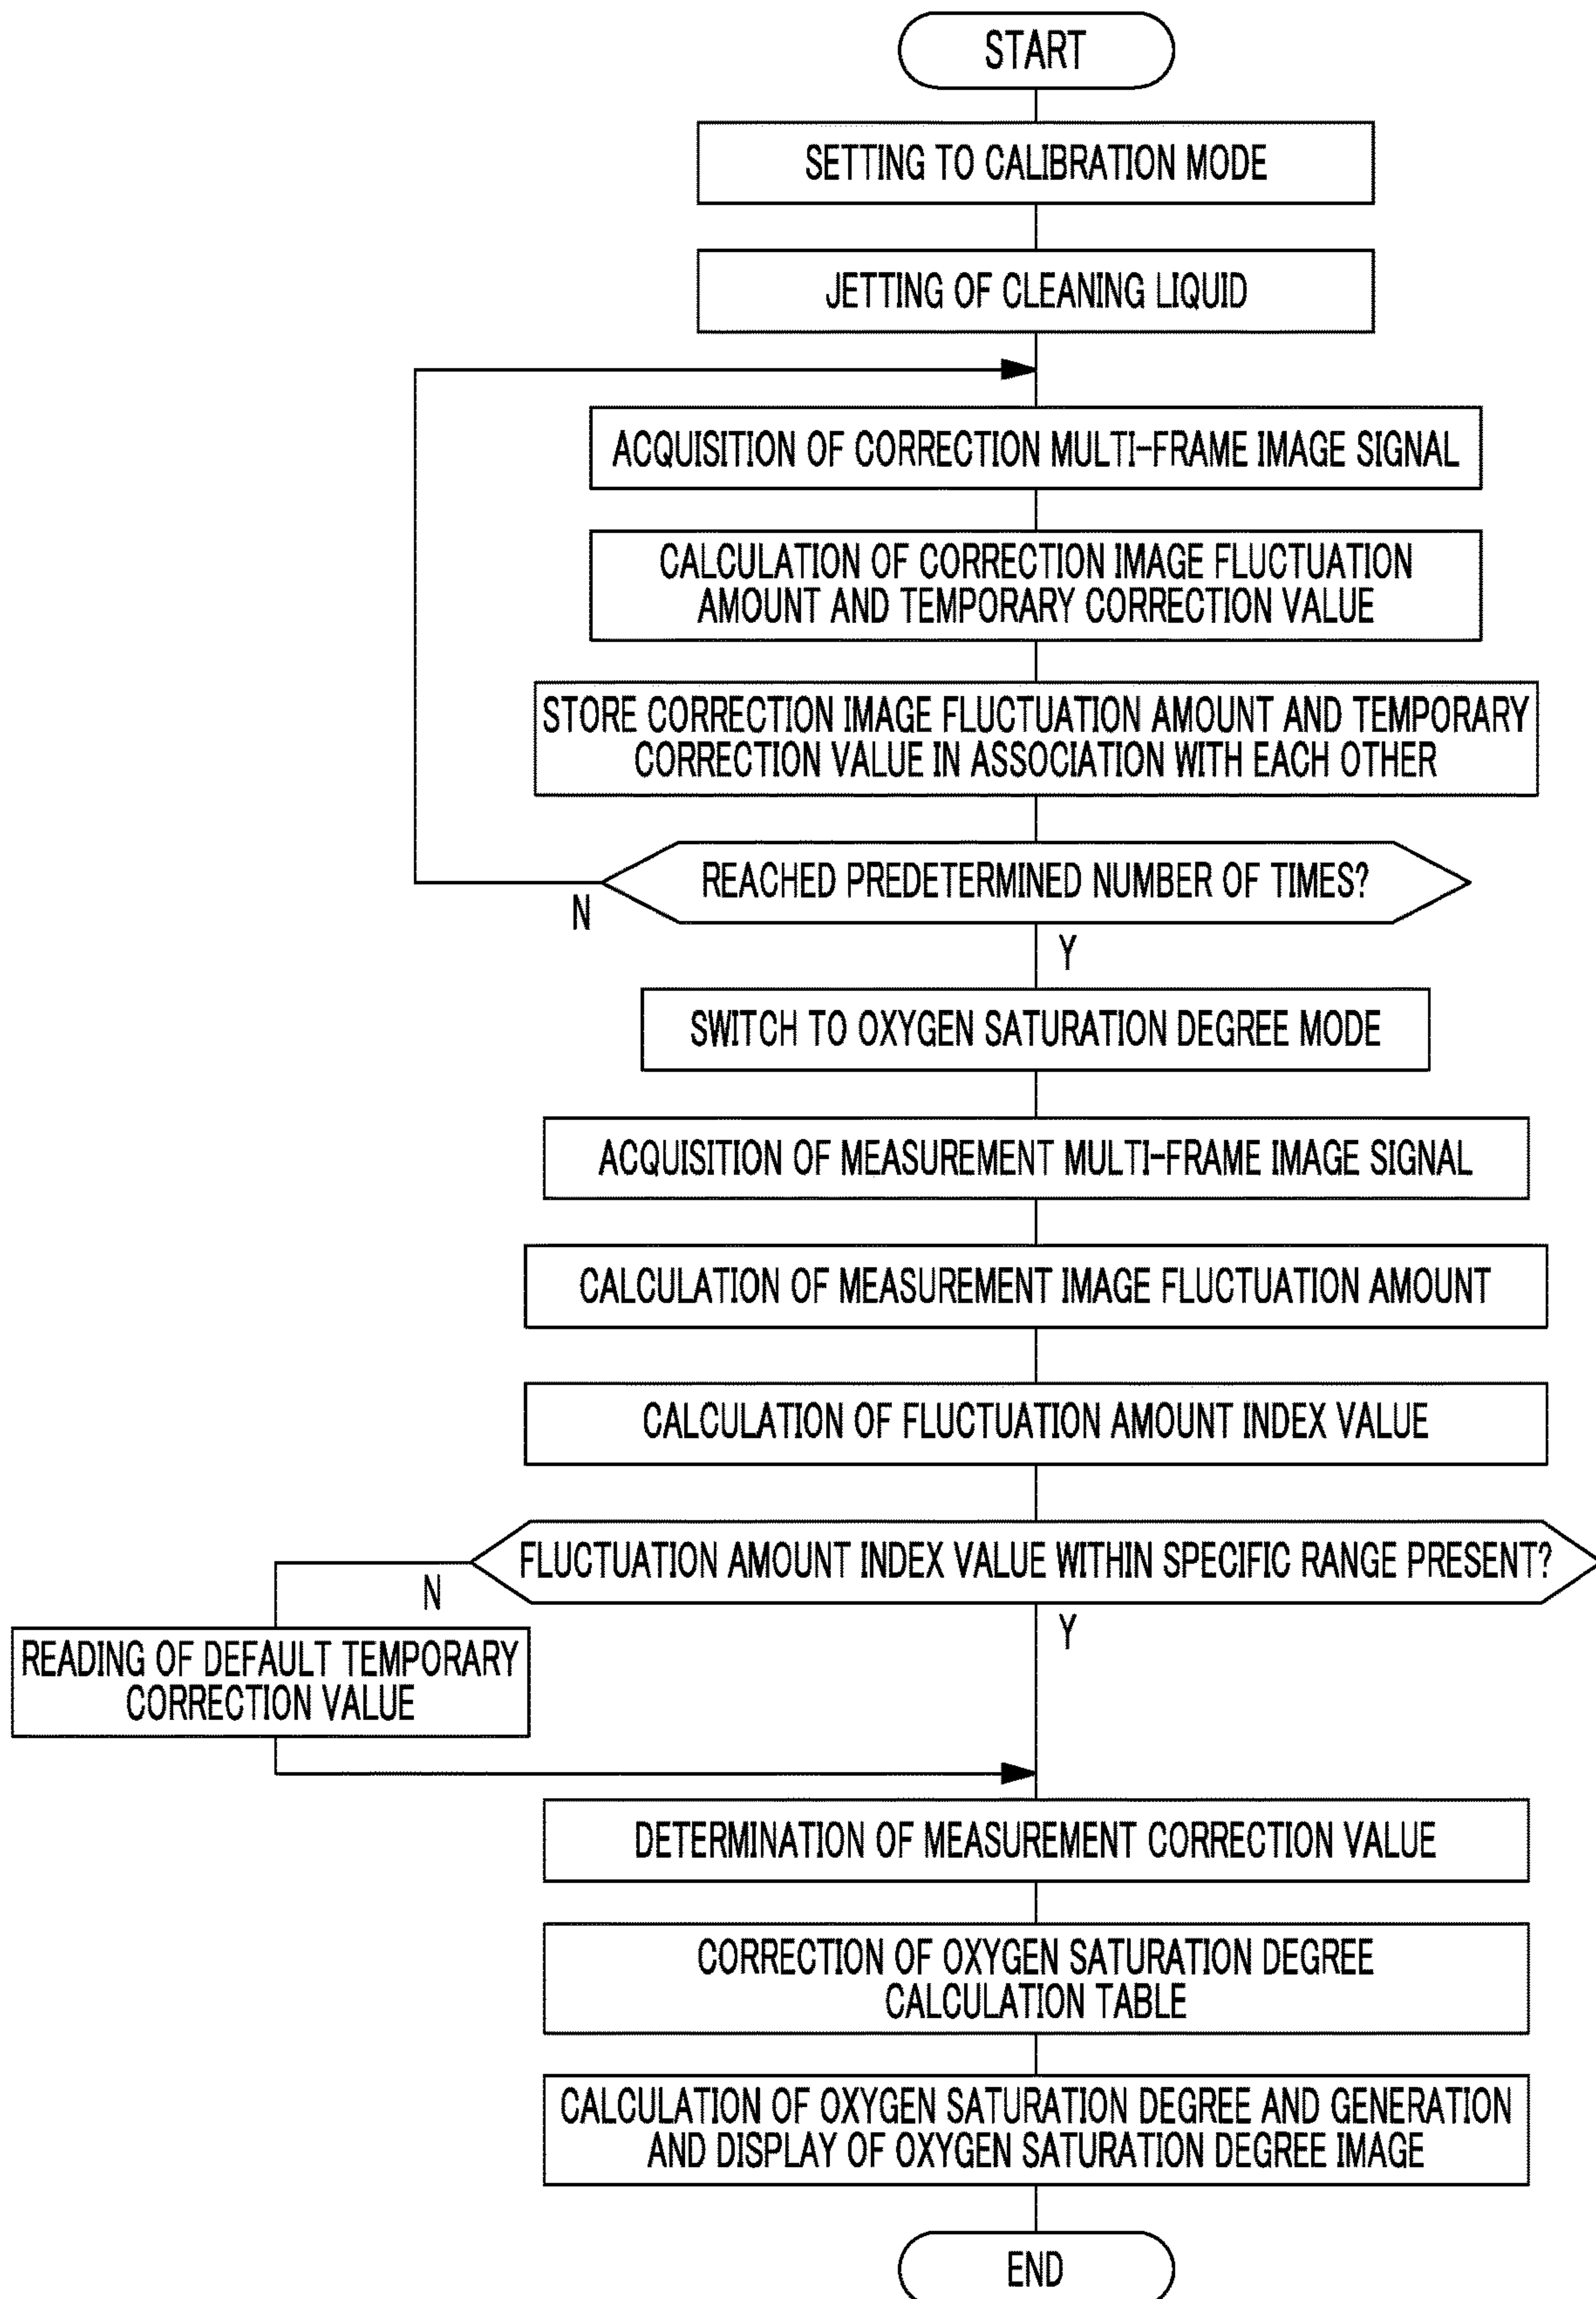 START
SETTING TO CALIBRATION MODE
JETTING OF CLEANING LIQUID
ACQUISITION OF CORRECTION MULTI-FRAME IMAGE SIGNAL
CALCULATION OF CORRECTION IMAGE FLUCTUATION
AMOUNT AND TEMPORARY CORRECTION VALUE
STORE CORRECTION IMAGE FLUCTUATION AMOUNT AND TEMPORARY
CORRECTION VALUE IN ASSOCIATION WITH EACH OTHER
REACHED PREDETERMINED NUMBER OF TIMES?
N
Y
SWITCH TO OXYGEN SATURATION DEGREE MODE
ACQUISITION OF MEASUREMENT MULTI-FRAME IMAGE SIGNAL
CALCULATION OF MEASUREMENT IMAGE FLUCTUATION AMOUNT
CALCULATION OF FLUCTUATION AMOUNT INDEX VALUE
FLUCTUATION AMOUNT INDEX VALUE WITHIN SPECIFIC RANGE PRESENT?
N
Y
READING OF DEFAULT TEMPORARY
CORRECTION VALUE
DETERMINATION OF MEASUREMENT CORRECTION VALUE
CORRECTION OF OXYGEN SATURATION DEGREE
CALCULATION TABLE
CALCULATION OF OXYGEN SATURATION DEGREE AND GENERATION
AND DISPLAY OF OXYGEN SATURATION DEGREE IMAGE
END